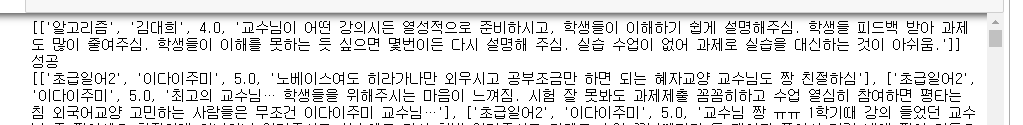 [['알고리즘', '김대희', 4.0, '교수님이 어떤 강의시든 열성적으로 준비하시고, 학생들이 이해하기 쉽게 설명해주심. 학생들 피드백 받아 과제
도 많이 줄여주심. 학생들이 이해를 못하는 듯 싶으면 몇번이든 다시 설명해 주심. 실습 수업이 없어 과제로 실습을 대신하는 것이 아쉬움.']]
성공
[['초급일어2', '이다이주미', 5.0, '노베이스여도 히라가나만 외우시고 공부조금만 하면 되는 혜자교양 교수님도 짱 친절하심'], ['초급일어2',
'이다이주미', 5.0, '최고의 교수… 학생들을 위해주시는 마음이 느껴짐. 시험 잘 못봐도 과제제출 꼼꼼히하고 수업 열심히 참여하면 평타는
침 외국어교양 고민하는 사람들은 무조건 이다이주미 교수님…'], ['초급일어2', '이다이주미', 5.0, '교수님 짱 ㅠㅠ 1학기때 강의 들었던 교수